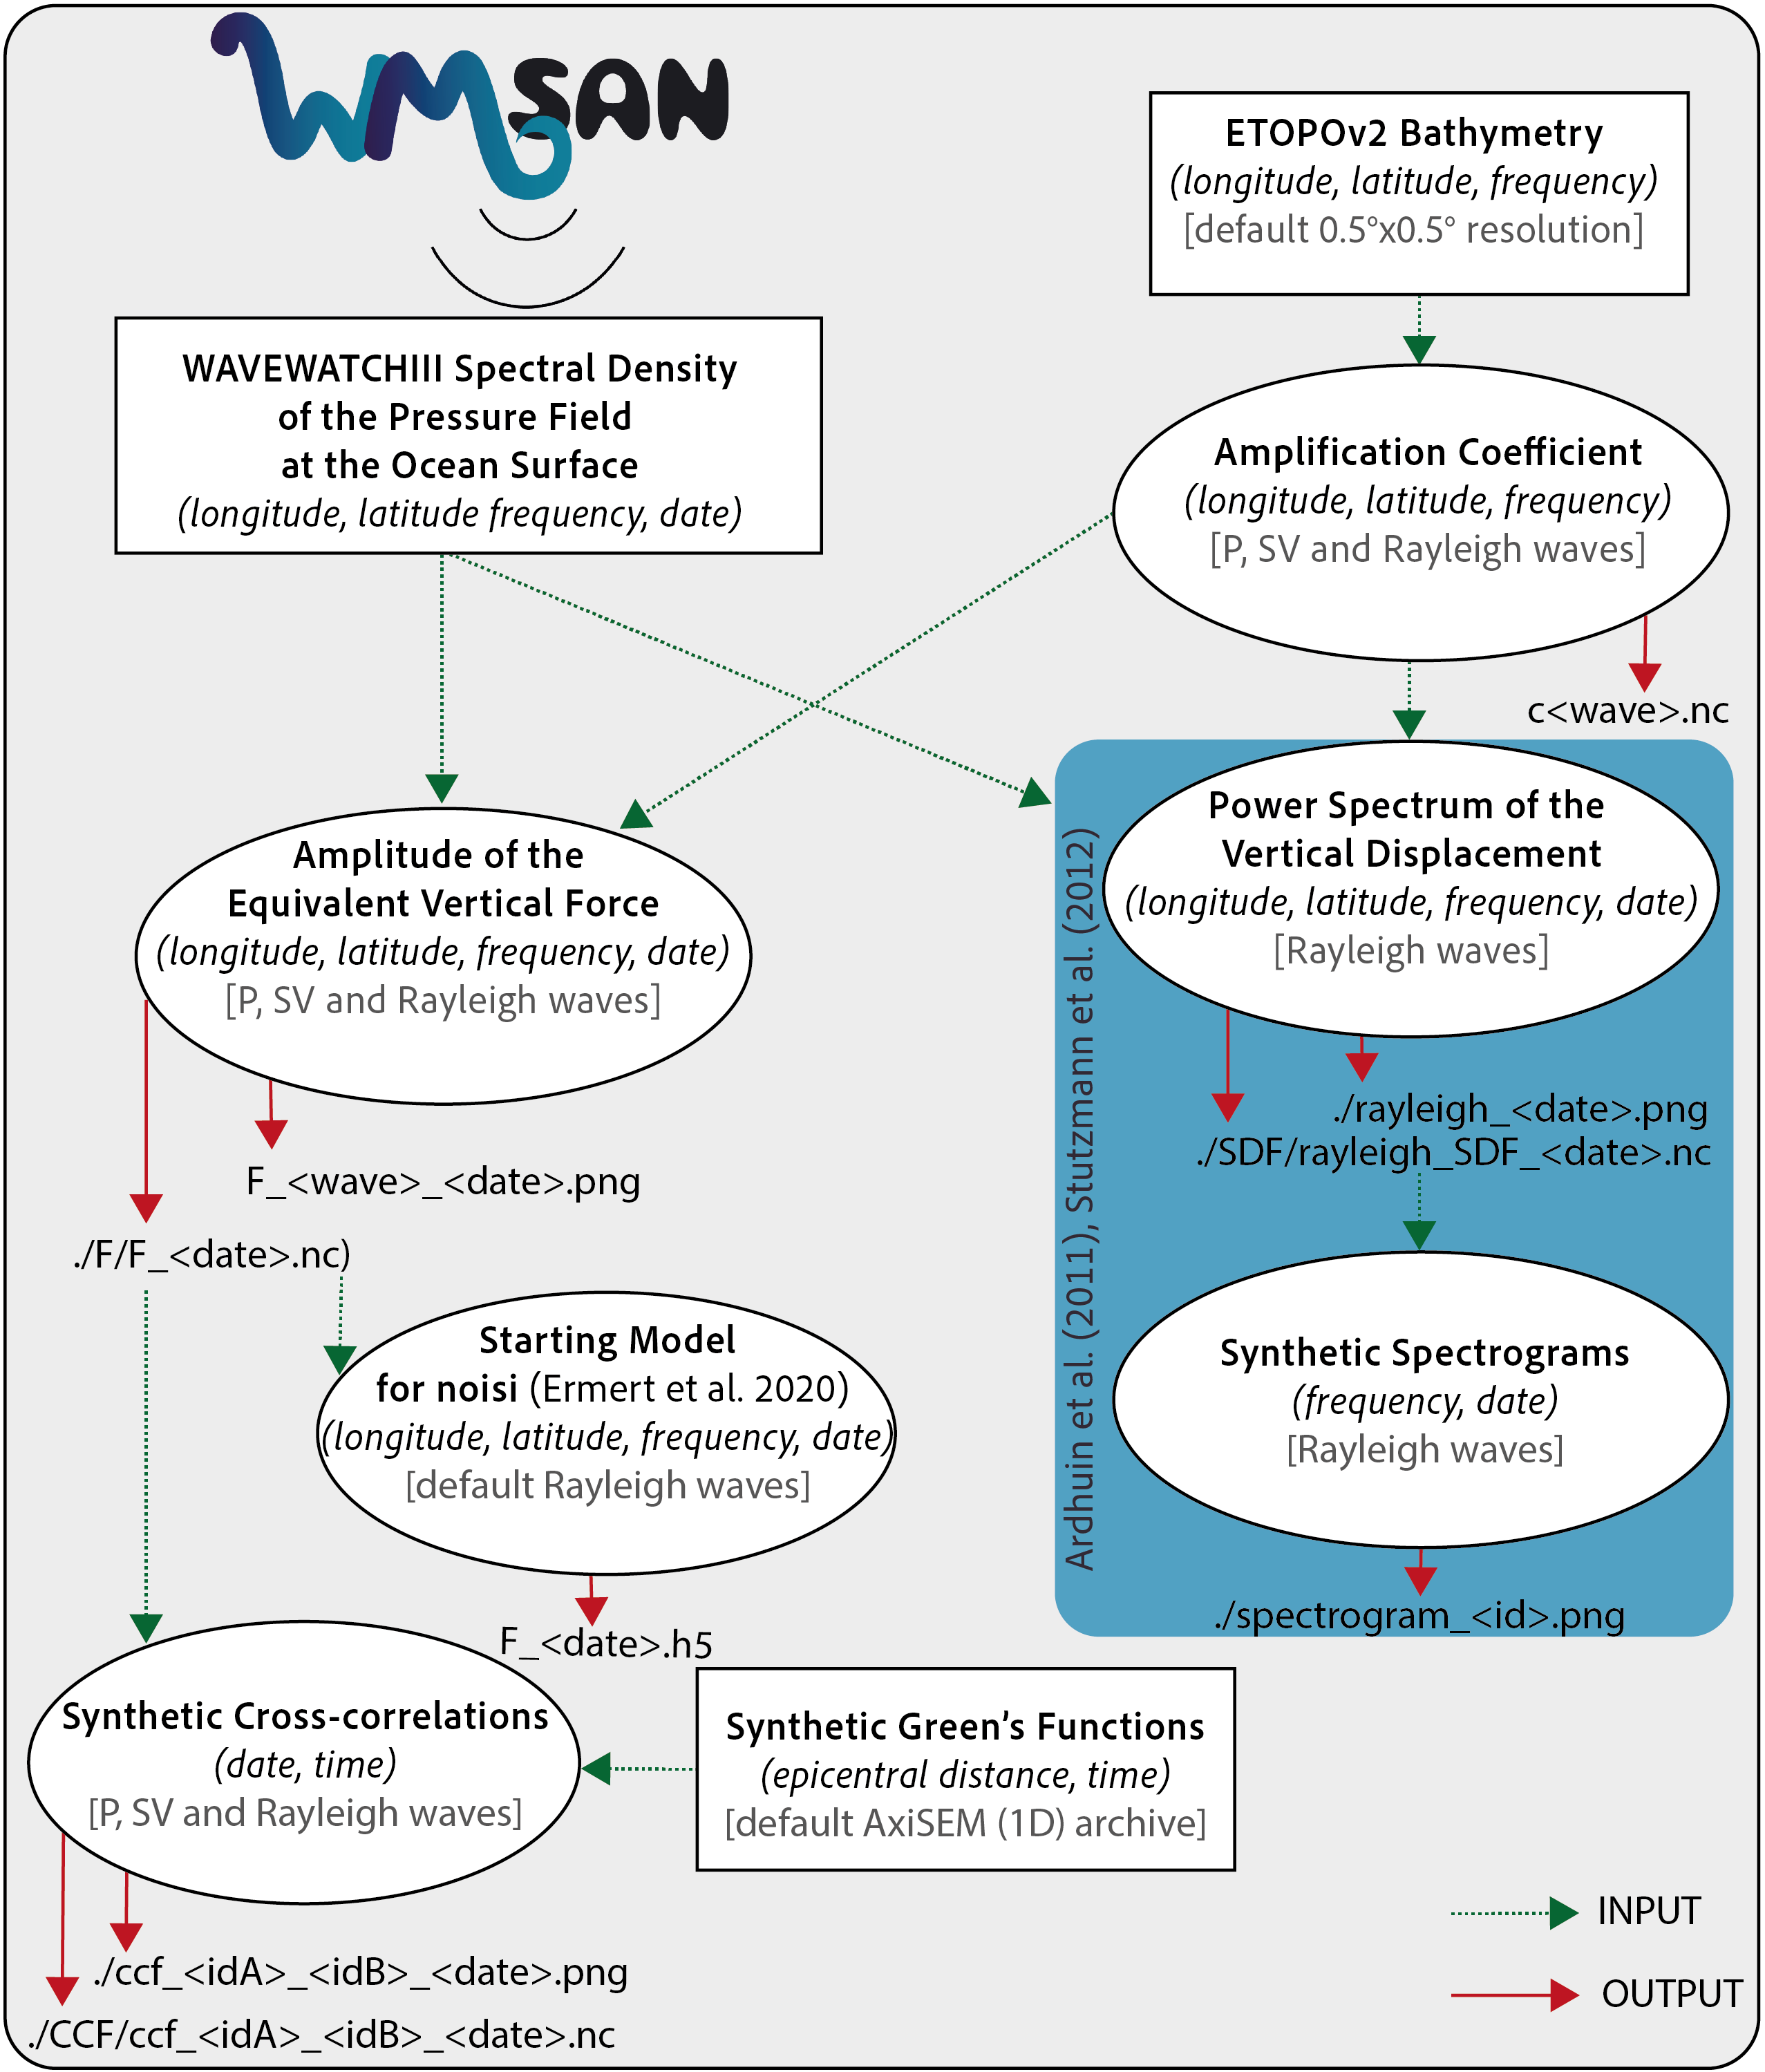 WMSAN
ETOPOv2 Bathymetry
(longitude, latitude, frequency)
[default 0.5°x0.5° resolution]
WAVEWATCHIII Spectral Density
of the Pressure Field
at the Ocean Surface
(longitude, latitude frequency, date)
Amplification Coefficient
(longitude, latitude, frequency)
[P, SV and Rayleigh waves]
c<wave>.nc
Amplitude of the
Equivalent Vertical Force
(longitude, latitude, frequency, date)
[P, SV and Rayleigh waves]
F_<wave>_<date>.png
./F/F_<date>.nc)
Ardhuin et al. (2011), Stutzmann et al. (2012)
Power Spectrum of the
Vertical Displacement
(longitude, latitude, frequency, date)
[Rayleigh waves]
./rayleigh_<date>.png
./SDF/rayleigh_SDF_<date>.nc
Synthetic Spectrograms
(frequency, date)
[Rayleigh waves]
./spectrogram_<id>.png
Starting Model
for noisi (Ermert et al. 2020)
(longitude, latitude, frequency, date)
[default Rayleigh waves]
F_<date>.h5
Synthetic Cross-correlations
(date, time)
[P, SV and Rayleigh waves]
Synthetic Green’s Functions
(epicentral distance, time)
[default AxiSEM (1D) archive]
./ccf_<idA>_<idB>_<date>.png
./CCF/ccf_<idA>_<idB>_<date>.nc
INPUT
OUTPUT